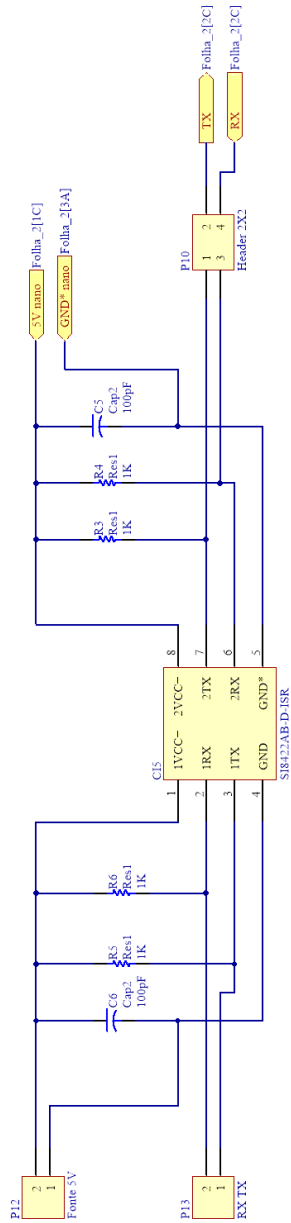 P12
2
1
Fonte 5V
P13
2
1
RX TX
C6
Cap2
100pF
R5
Res1
1K
R6
Res1
1K
CI5
1
1VCC-
2VCC-
8
2
1RX
2TX
7
3
1TX
2RX
6
4
GND
GND*
5
SI8422AB-D-ISR
R3
Res1
1K
R4
Res1
1K
C5
Cap2
100pF
5V nano
Folha_2[1C]
GND* nano
Folha_2[3A]
P10
1
2
3
4
Header 2X2
TX
Folha_2[2C]
RX
Folha_2[2C]